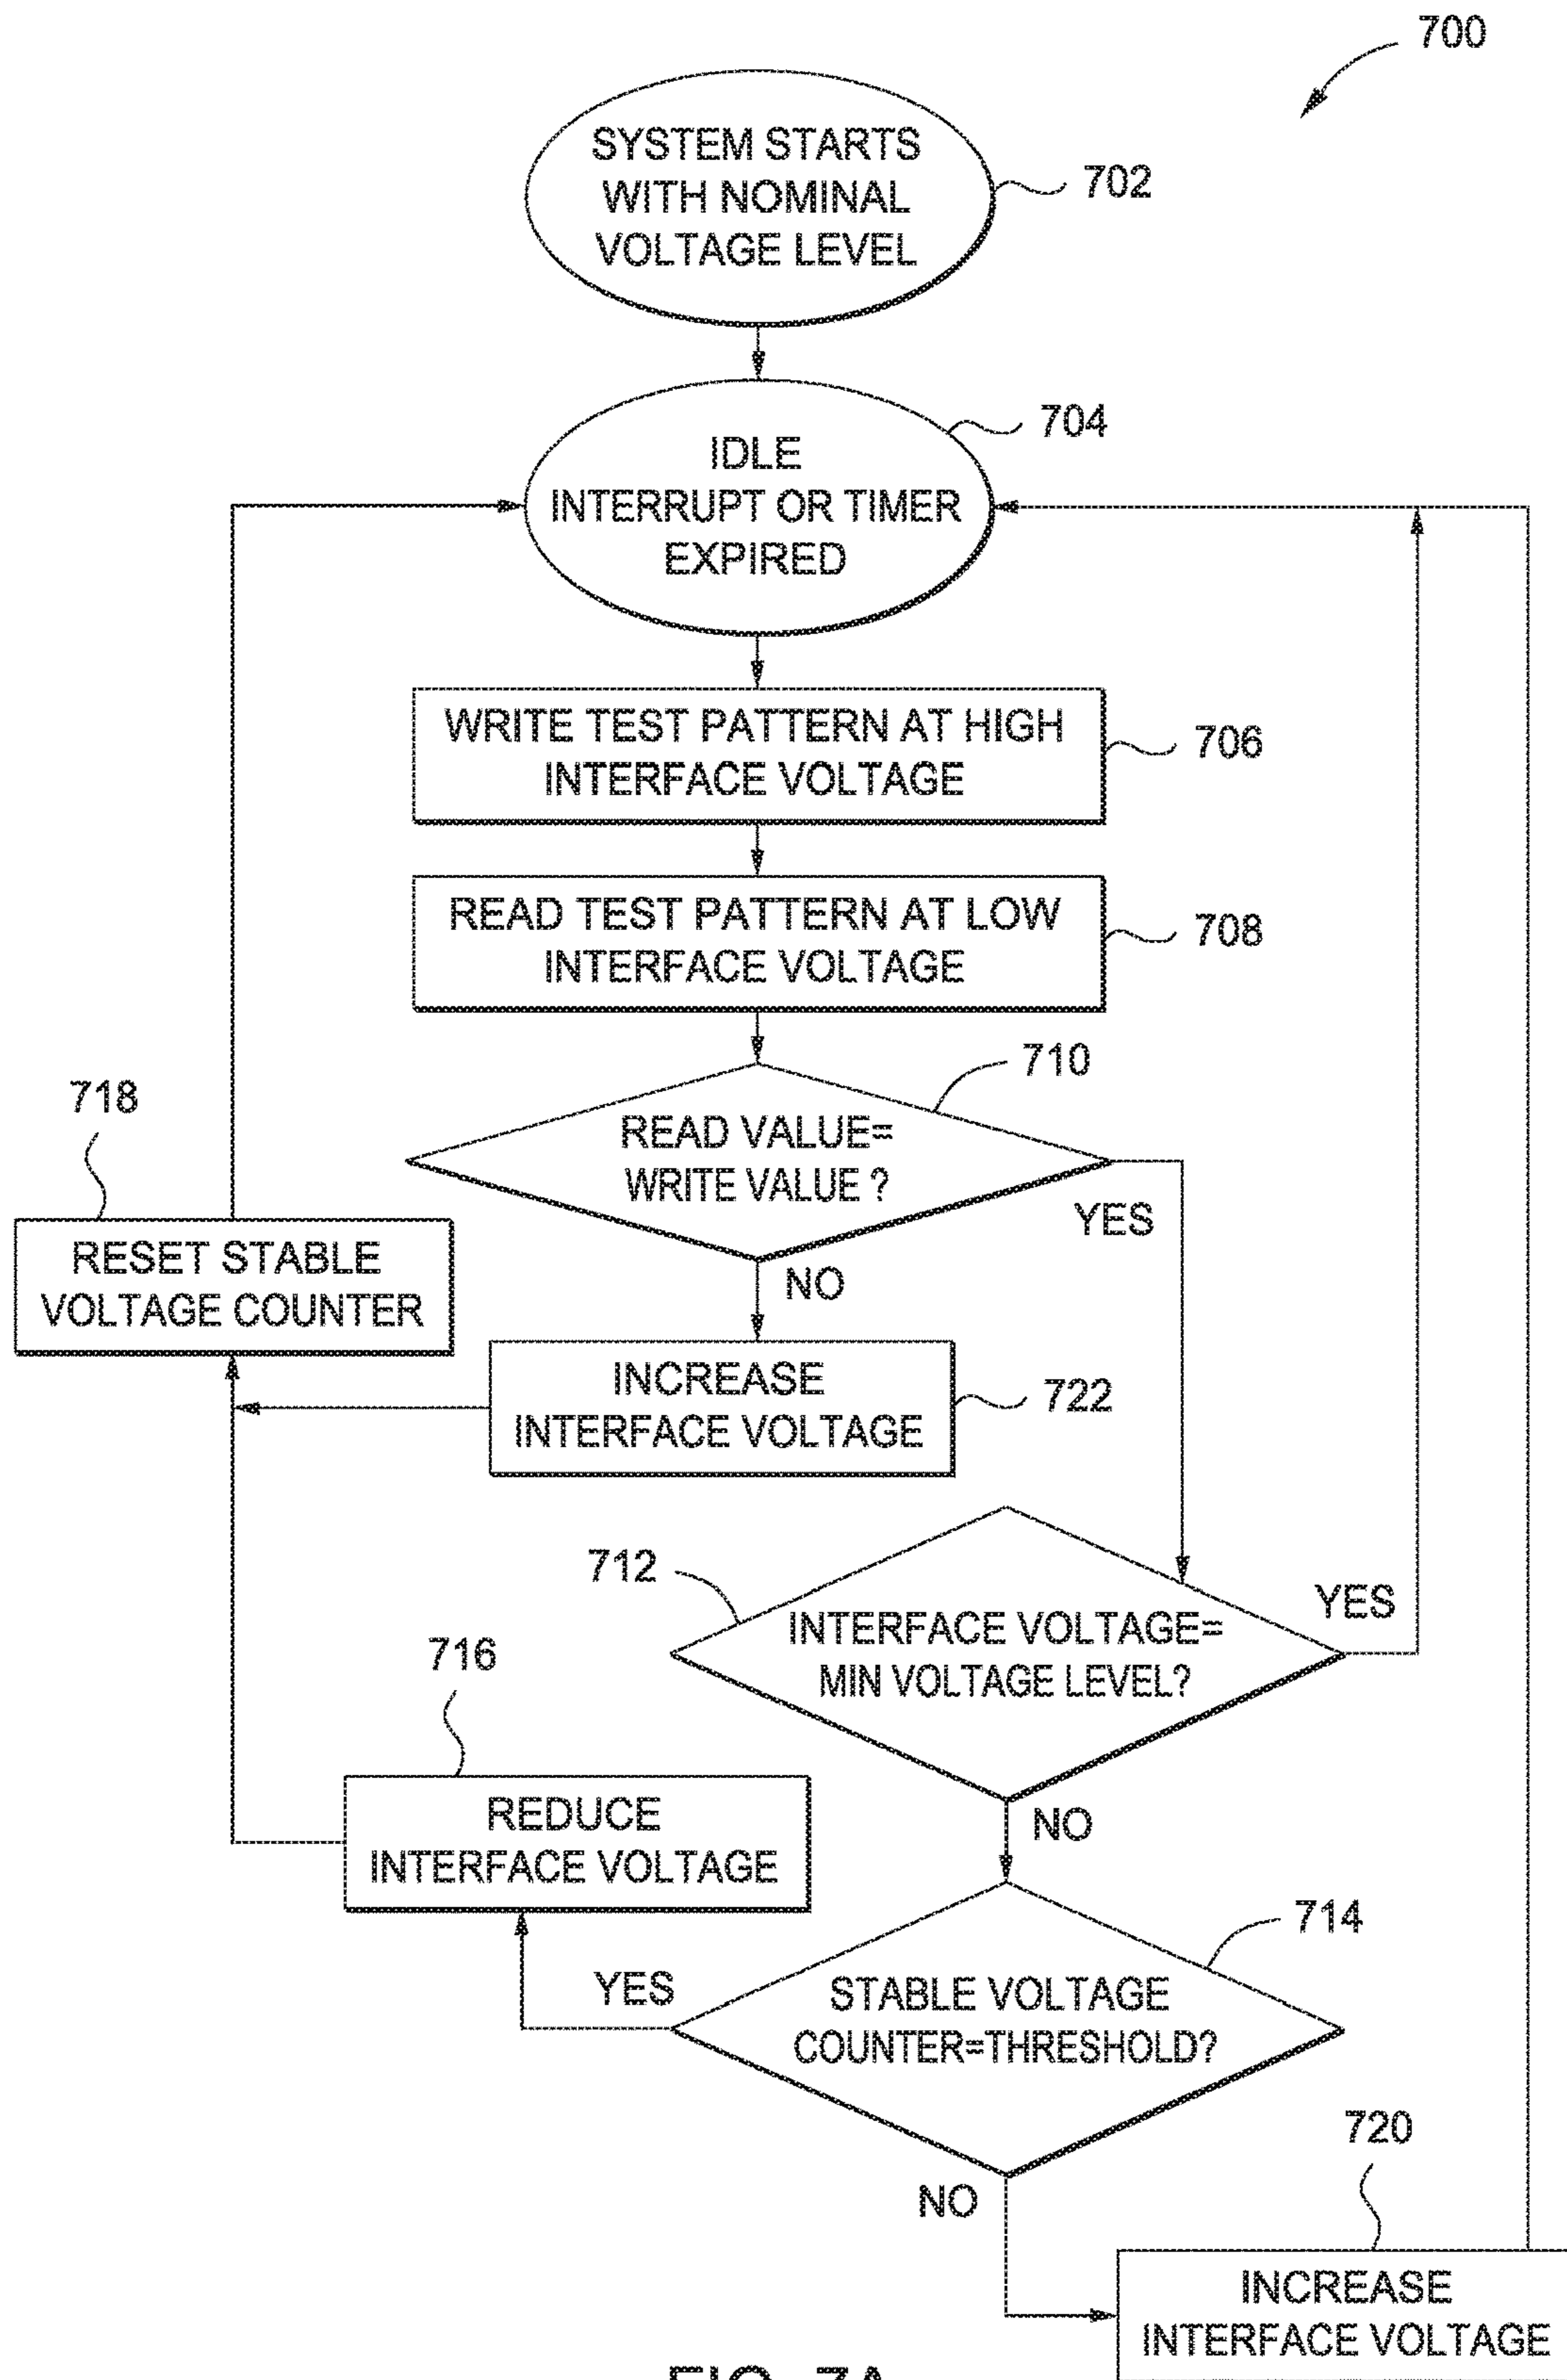 700
SYSTEM STARTS
WITH NOMINAL
VOLTAGE LEVEL
702
IDLE
INTERRUPT OR TIMER
EXPIRED
704
WRITE TEST PATTERN AT HIGH
INTERFACE VOLTAGE
706
READ TEST PATTERN AT LOW
INTERFACE VOLTAGE
708
710
READ VALUE=
WRITE VALUE ?
YES
NO
718
RESET STABLE
VOLTAGE COUNTER
INCREASE
INTERFACE VOLTAGE
722
712
INTERFACE VOLTAGE=
MIN VOLTAGE LEVEL?
YES
NO
716
REDUCE
INTERFACE VOLTAGE
714
STABLE VOLTAGE
COUNTER=THRESHOLD?
YES
NO
720
INCREASE
INTERFACE VOLTAGE
FIG. 7A